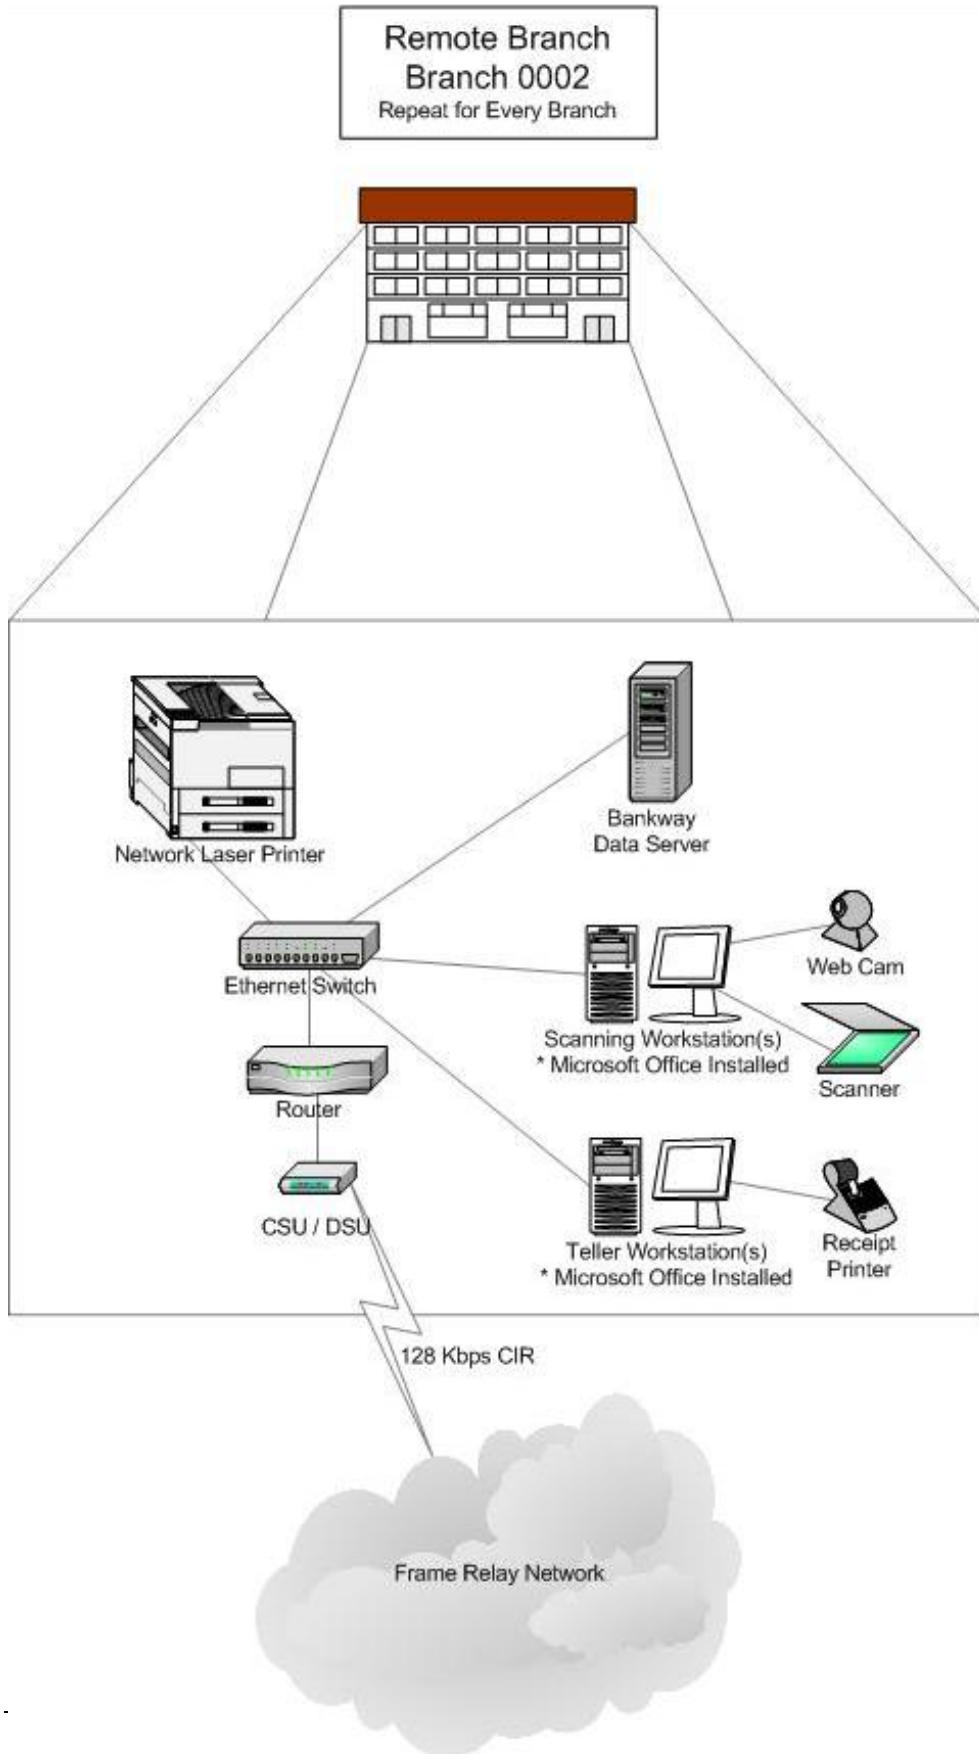 Remote Branch
Branch 0002
Repeat for Every Branch
Network Laser Printer
Bankway
Data Server
Ethernet Switch
Web Cam
Scanning Workstation(s)
* Microsoft Office Installed
Scanner
Router
CSU / DSU
Teller Workstation(s)
* Microsoft Office Installed
Receipt
Printer
128 Kbps CIR
Frame Relay Network
-